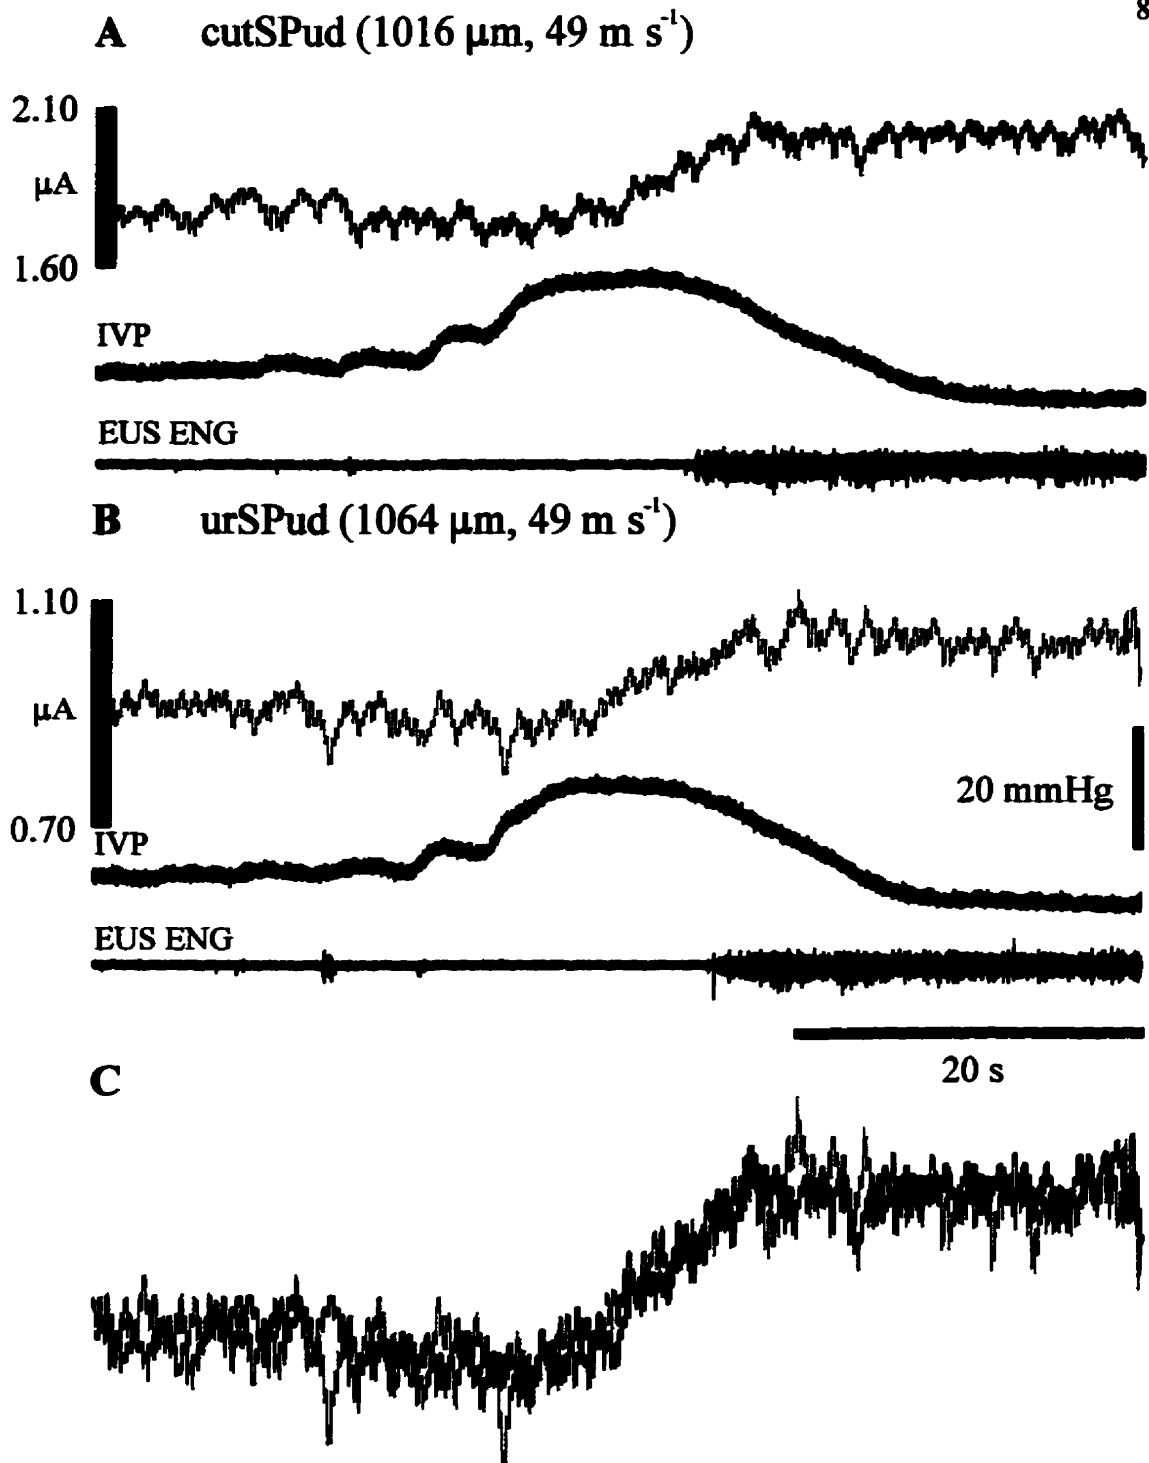 8
A cutSPud (1016 µm, 49 m s⁻¹)
2.10
µA
1.60
IVP
EUS ENG
B urSPud (1064 µm, 49 m s⁻¹)
1.10
µA
20 mmHg
0.70
IVP
EUS ENG
20 s
C